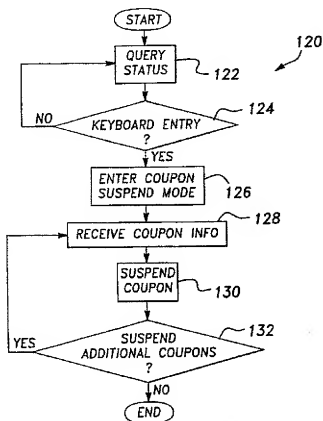 START
120
QUERY
STATUS
122
124
NO
KEYBOARD ENTRY
?
YES
ENTER COUPON
SUSPEND MODE
126
128
RECEIVE COUPON INFO
SUSPEND
COUPON
130
132
YES
SUSPEND
ADDITIONAL COUPONS
?
NO
END